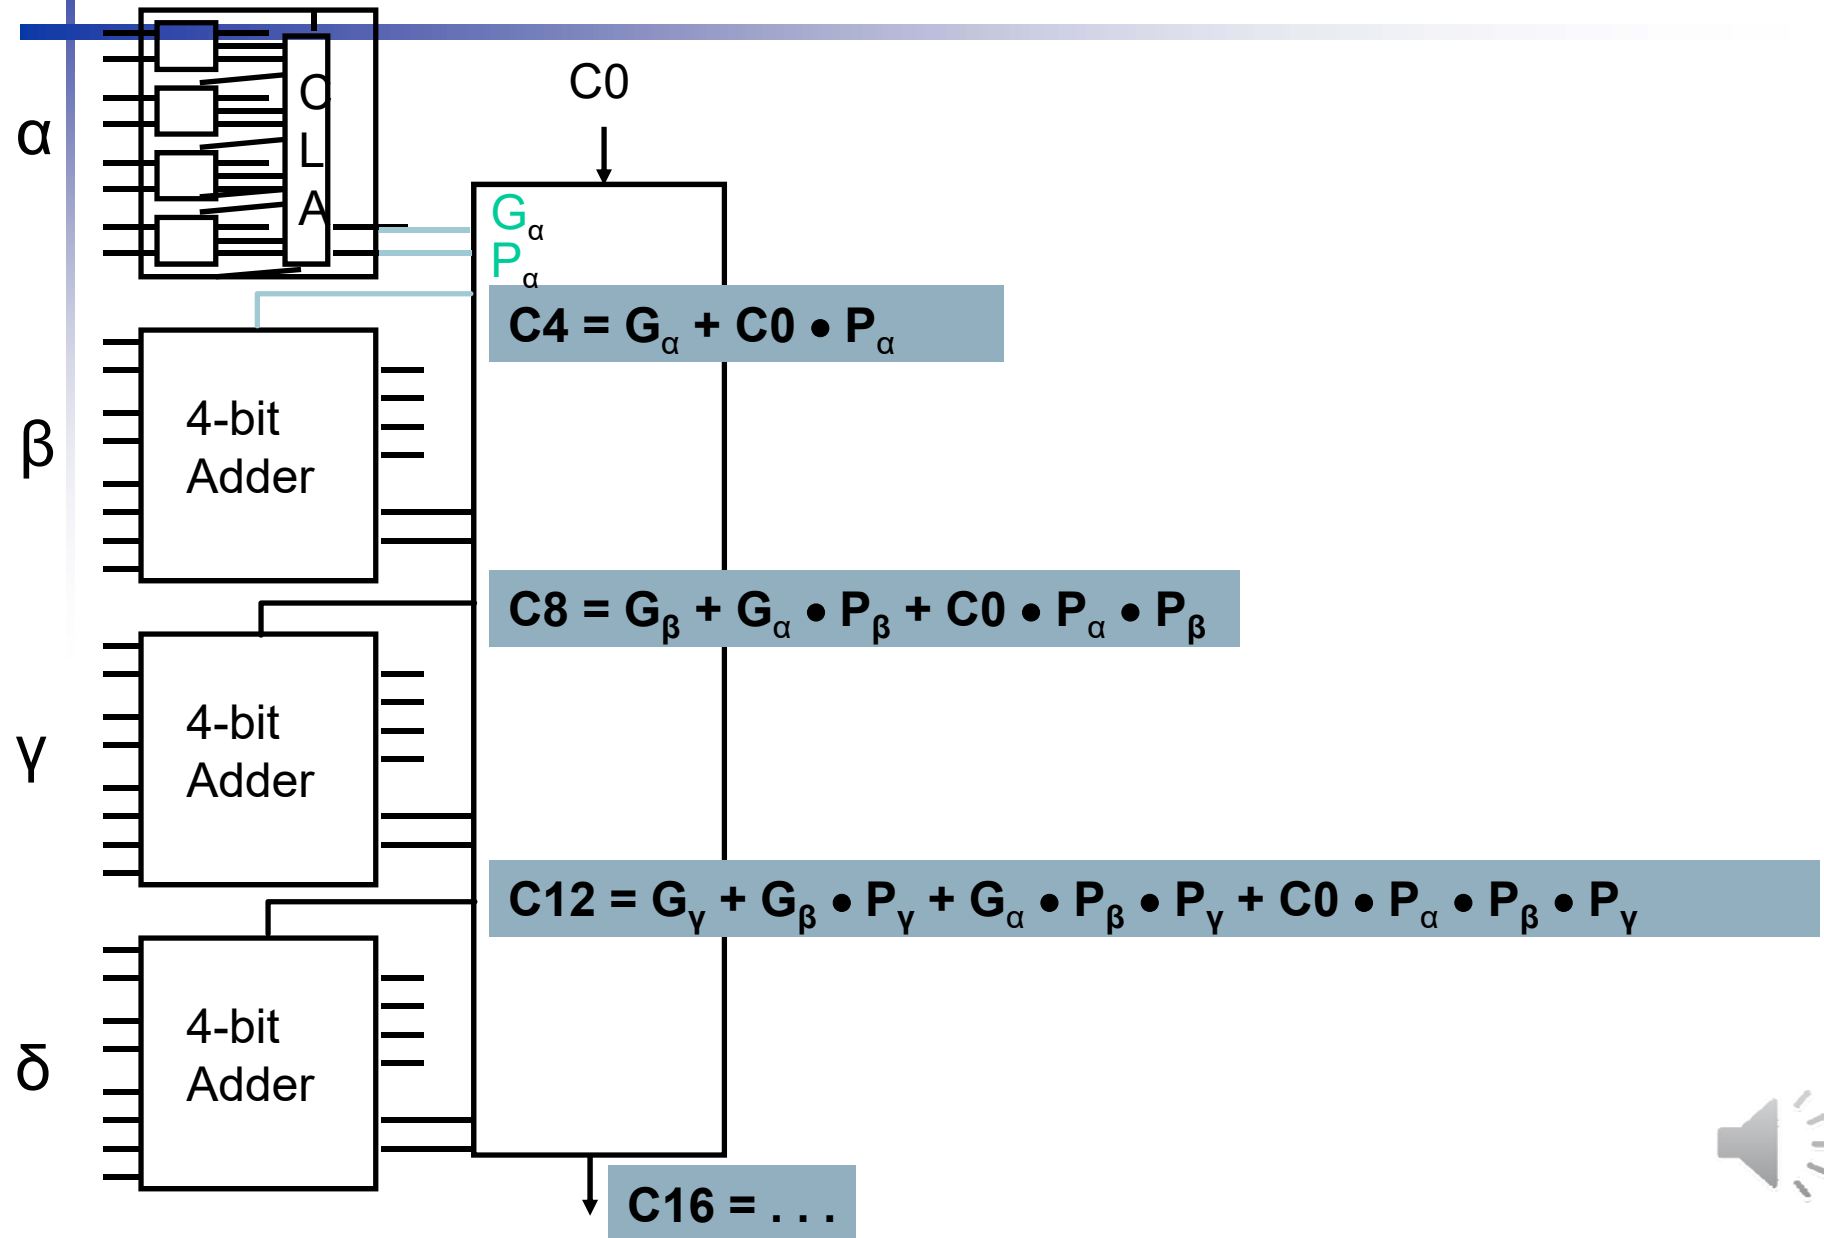 C0
α
C
L
A
Gα
Pα
C4 = Gα + C0 • Pα
β
4-bit
Adder
C8 = Gβ + Gα • Pβ + C0 • Pα • Pβ
γ
4-bit
Adder
C12 = Gγ + Gβ • Pγ + Gα • Pβ • Pγ + C0 • Pα • Pβ • Pγ
δ
4-bit
Adder
C16 = . . .